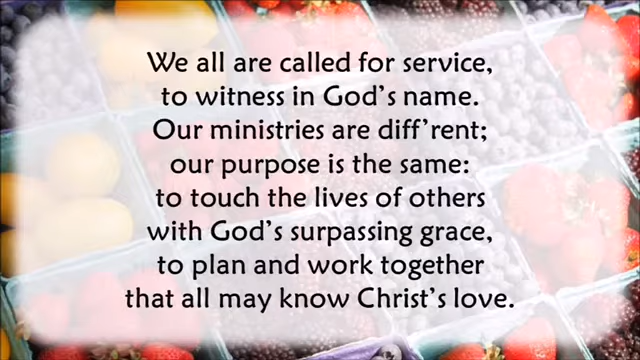 We all are called for service,
to witness in God's name.
Our ministries are diff'rent;
our purpose is the same:
to touch the lives of others
with God's surpassing grace,
to plan and work together
that all may know Christ's love.